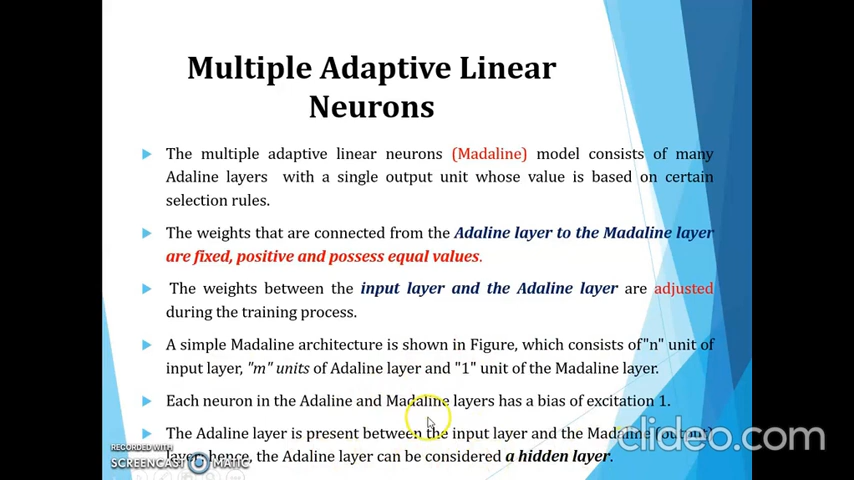 Multiple Adaptive Linear
Neurons
The multiple adaptive linear neurons (Madaline) model consists of many
Adaline layers with a single output unit whose value is based on certain
selection rules.
The weights that are connected from the Adaline layer to the Madaline layer
are fixed, positive and possess equal values.
The weights between the input layer and the Adaline layer are adjusted
during the training process.
A simple Madaline architecture is shown in Figure, which consists of"n" unit of
input layer, "m" units of Adaline layer and "1" unit of the Madaline layer.
Each neuron in the Adaline and Madaline layers has a bias of excitation 1.
The Adaline layer is present between the input layer and the Madaline (output)
layer, hence, the Adaline layer can be considered a hidden layer.
RECORDED WITH
SCREENCAST MATIC
clideo.com